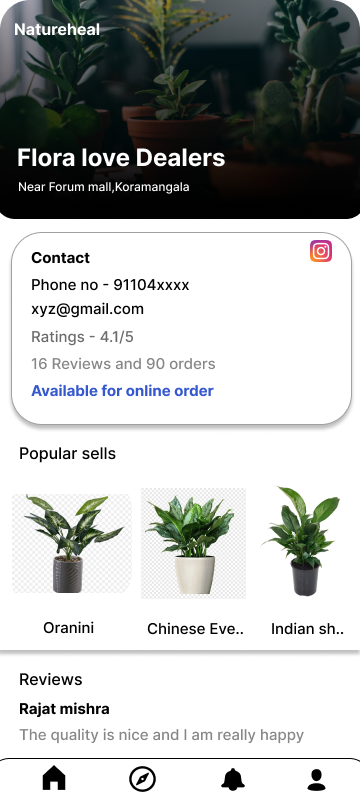 Natureheal
Flora love Dealers
Near Forum mall,Koramangala
Contact
Phone no - 91104xxxx
xyz@gmail.com
Ratings - 4.1/5
16 Reviews and 90 orders
Available for online order
Popular sells
Oranini
Chinese Eve..
Indian sh..
Reviews
Rajat mishra
The quality is nice and I am really happy